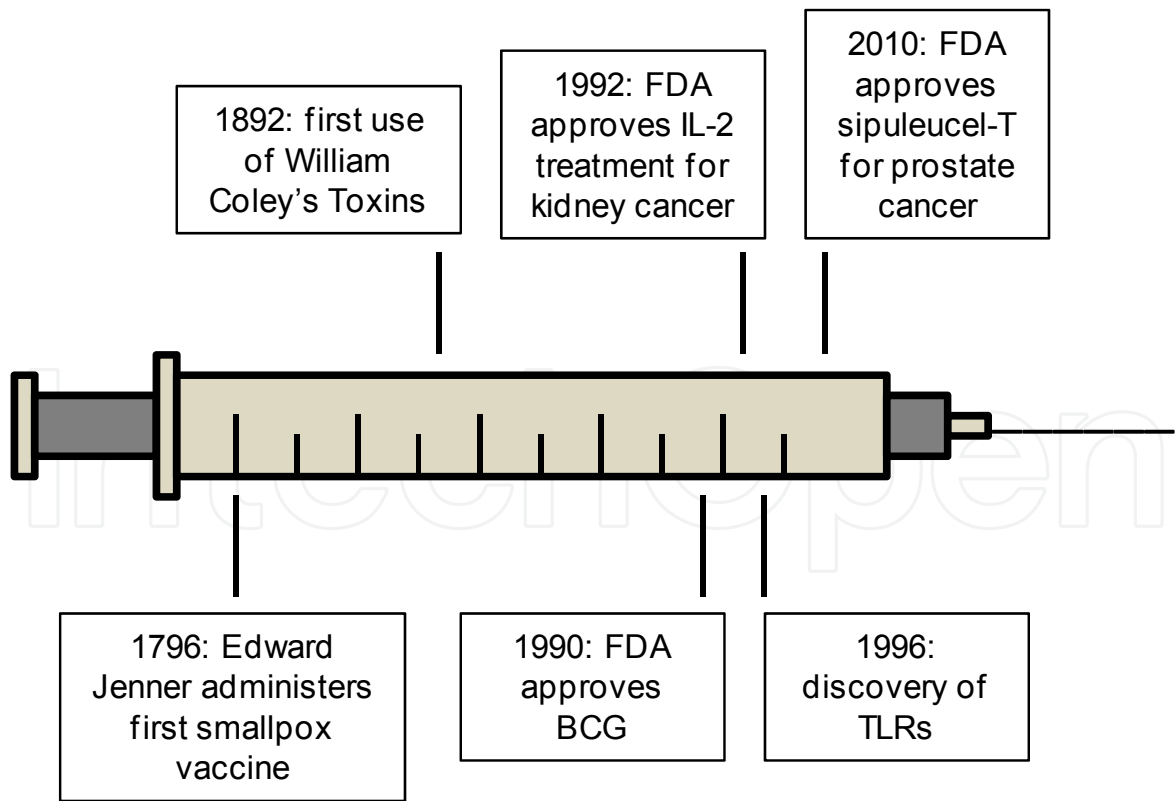 1892: first use
of William
Coley's Toxins
1992: FDA
approves IL-2
treatment for
kidney cancer
2010: FDA
approves
sipuleucel-T
for prostate
cancer
IntechOpen
1796: Edward
Jenner administers
first smallpox
vaccine
1990: FDA
approves
BCG
1996:
discovery of
TLRs